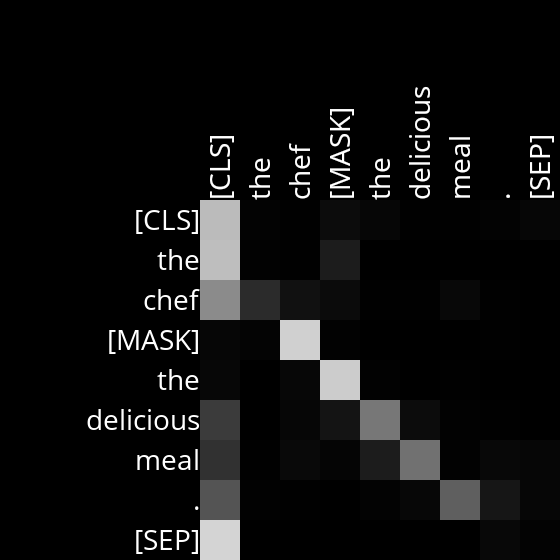 [CLS]
the
chef
[MASK]
the
delicious
meal
.
[SEP]
[CLS]
the
chef
[MASK]
the
delicious
meal
.
[SEP]